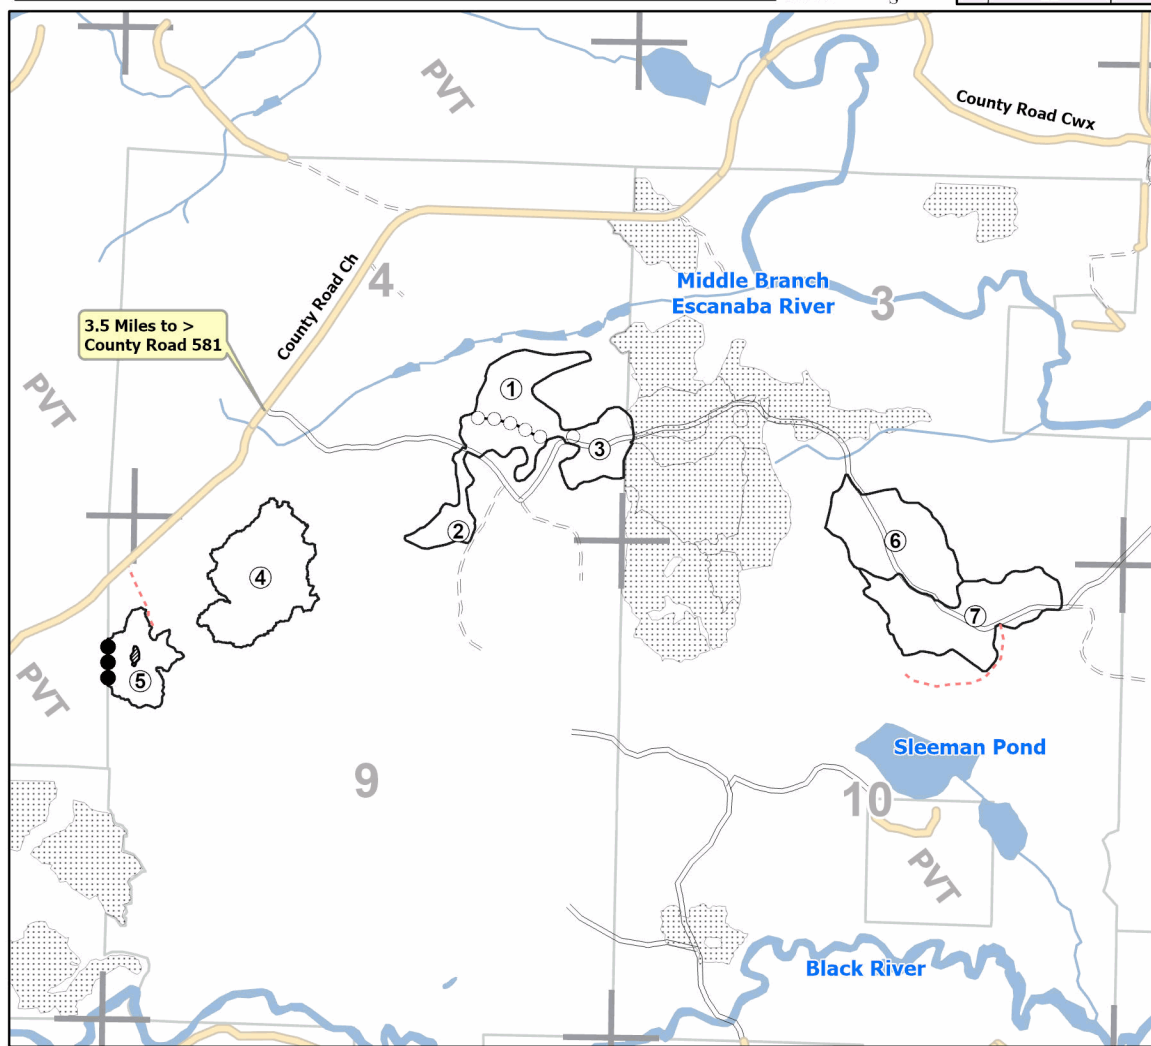 PVT
County Road Cwx
County Road Ch
4
Middle Branch
Escanaba River
3
3.5 Miles to >
County Road 581
PVT
1
3
2
6
4
7
PVT
5
Sleeman Pond
9
10
PVT
Black River